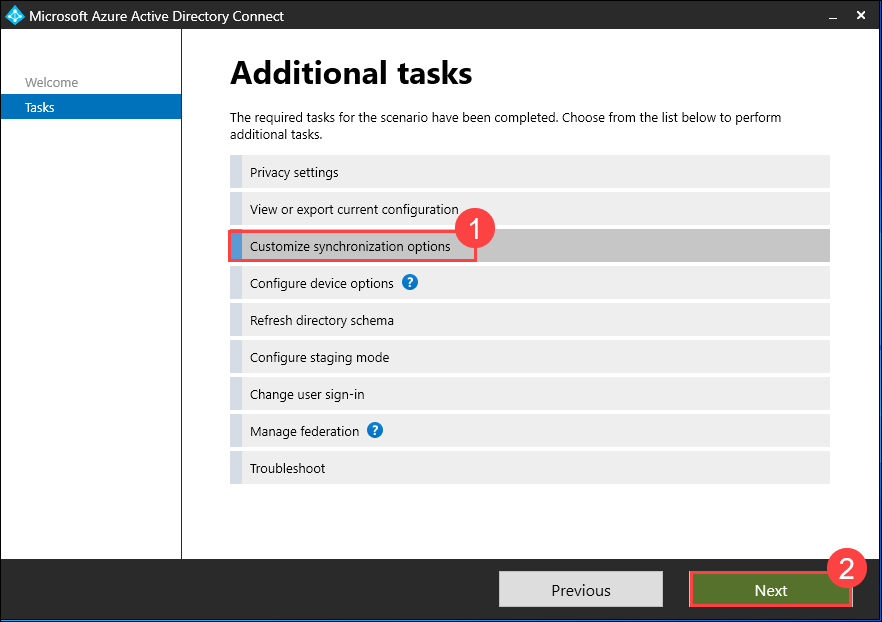 Microsoft Azure Active Directory Connect
Welcome
Tasks
Additional tasks
The required tasks for the scenario have been completed. Choose from the list below to perform
additional tasks.
Privacy settings
View or export current configuration
1
Customize synchronization options
Configure device options ?
Refresh directory schema
Configure staging mode
Change user sign-in
Manage federation ?
Troubleshoot
2
Previous
Next